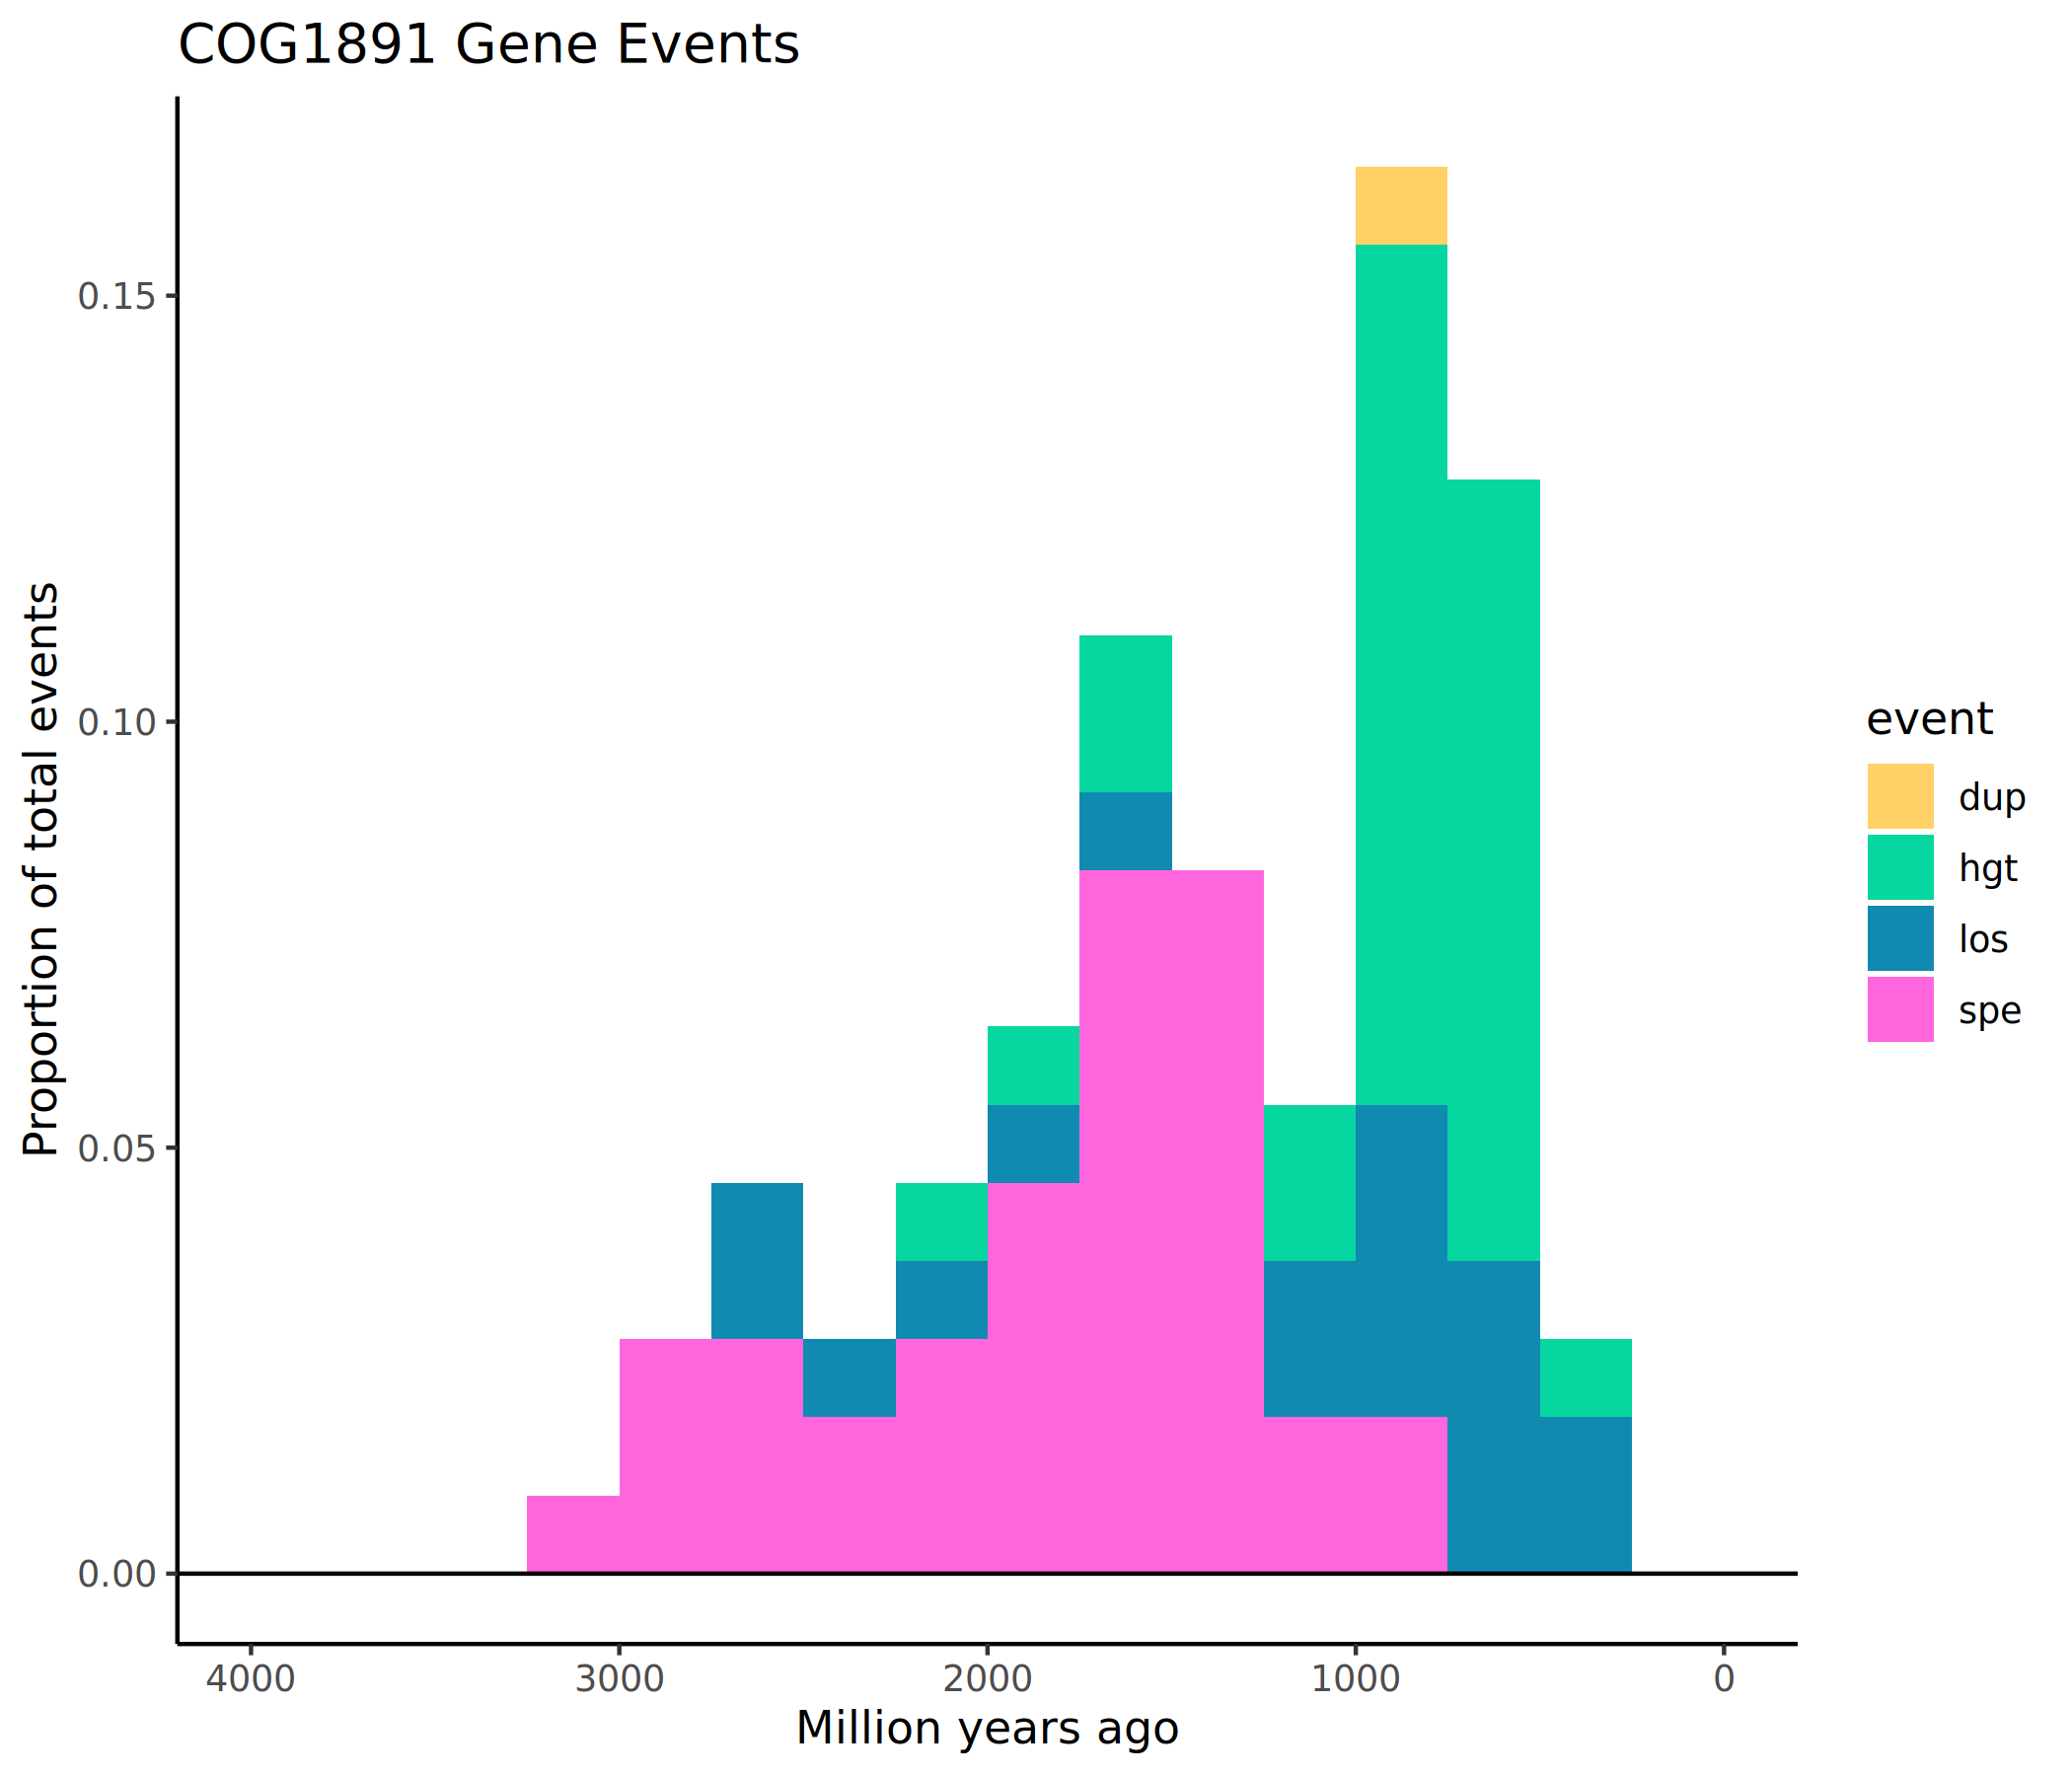 COG1891 Gene Events
Proportion of total events
0.15
0.10
0.05
0.00
4000 3000 2000 1000 0
Million years ago
event
dup
hgt
los
spe